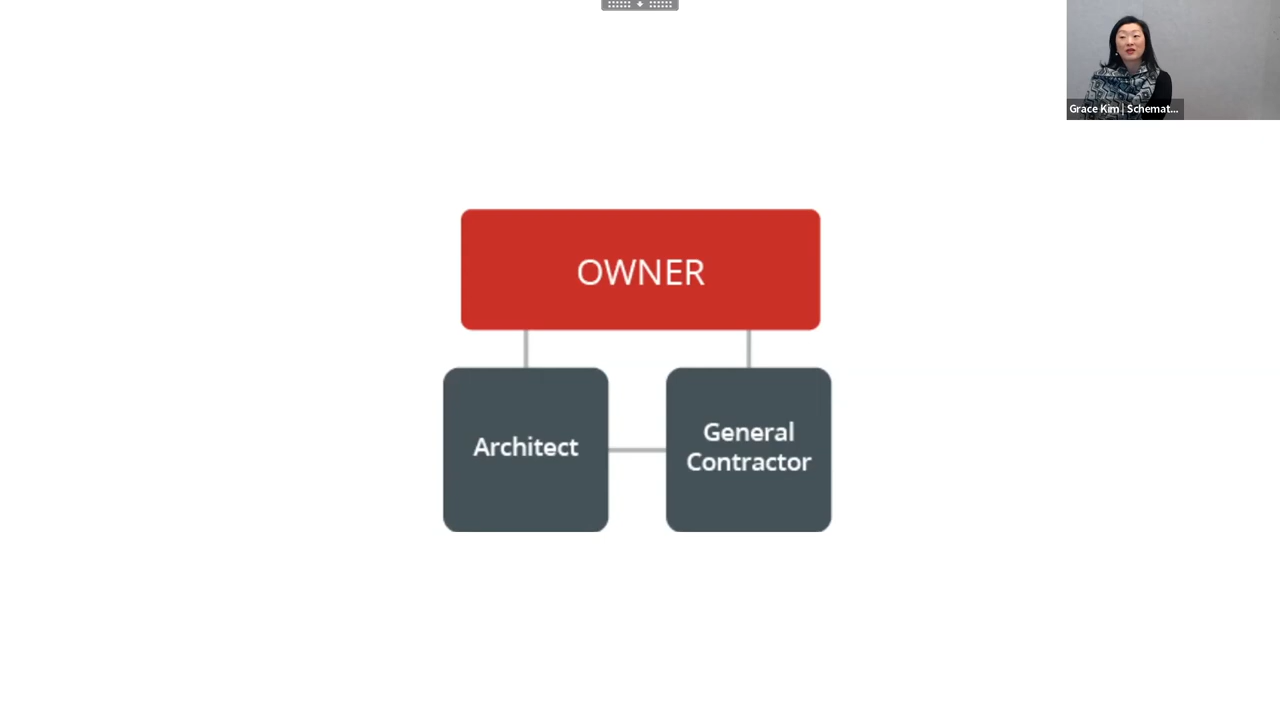 Grace Kim | Schemat...
OWNER
Architect
General
Contractor